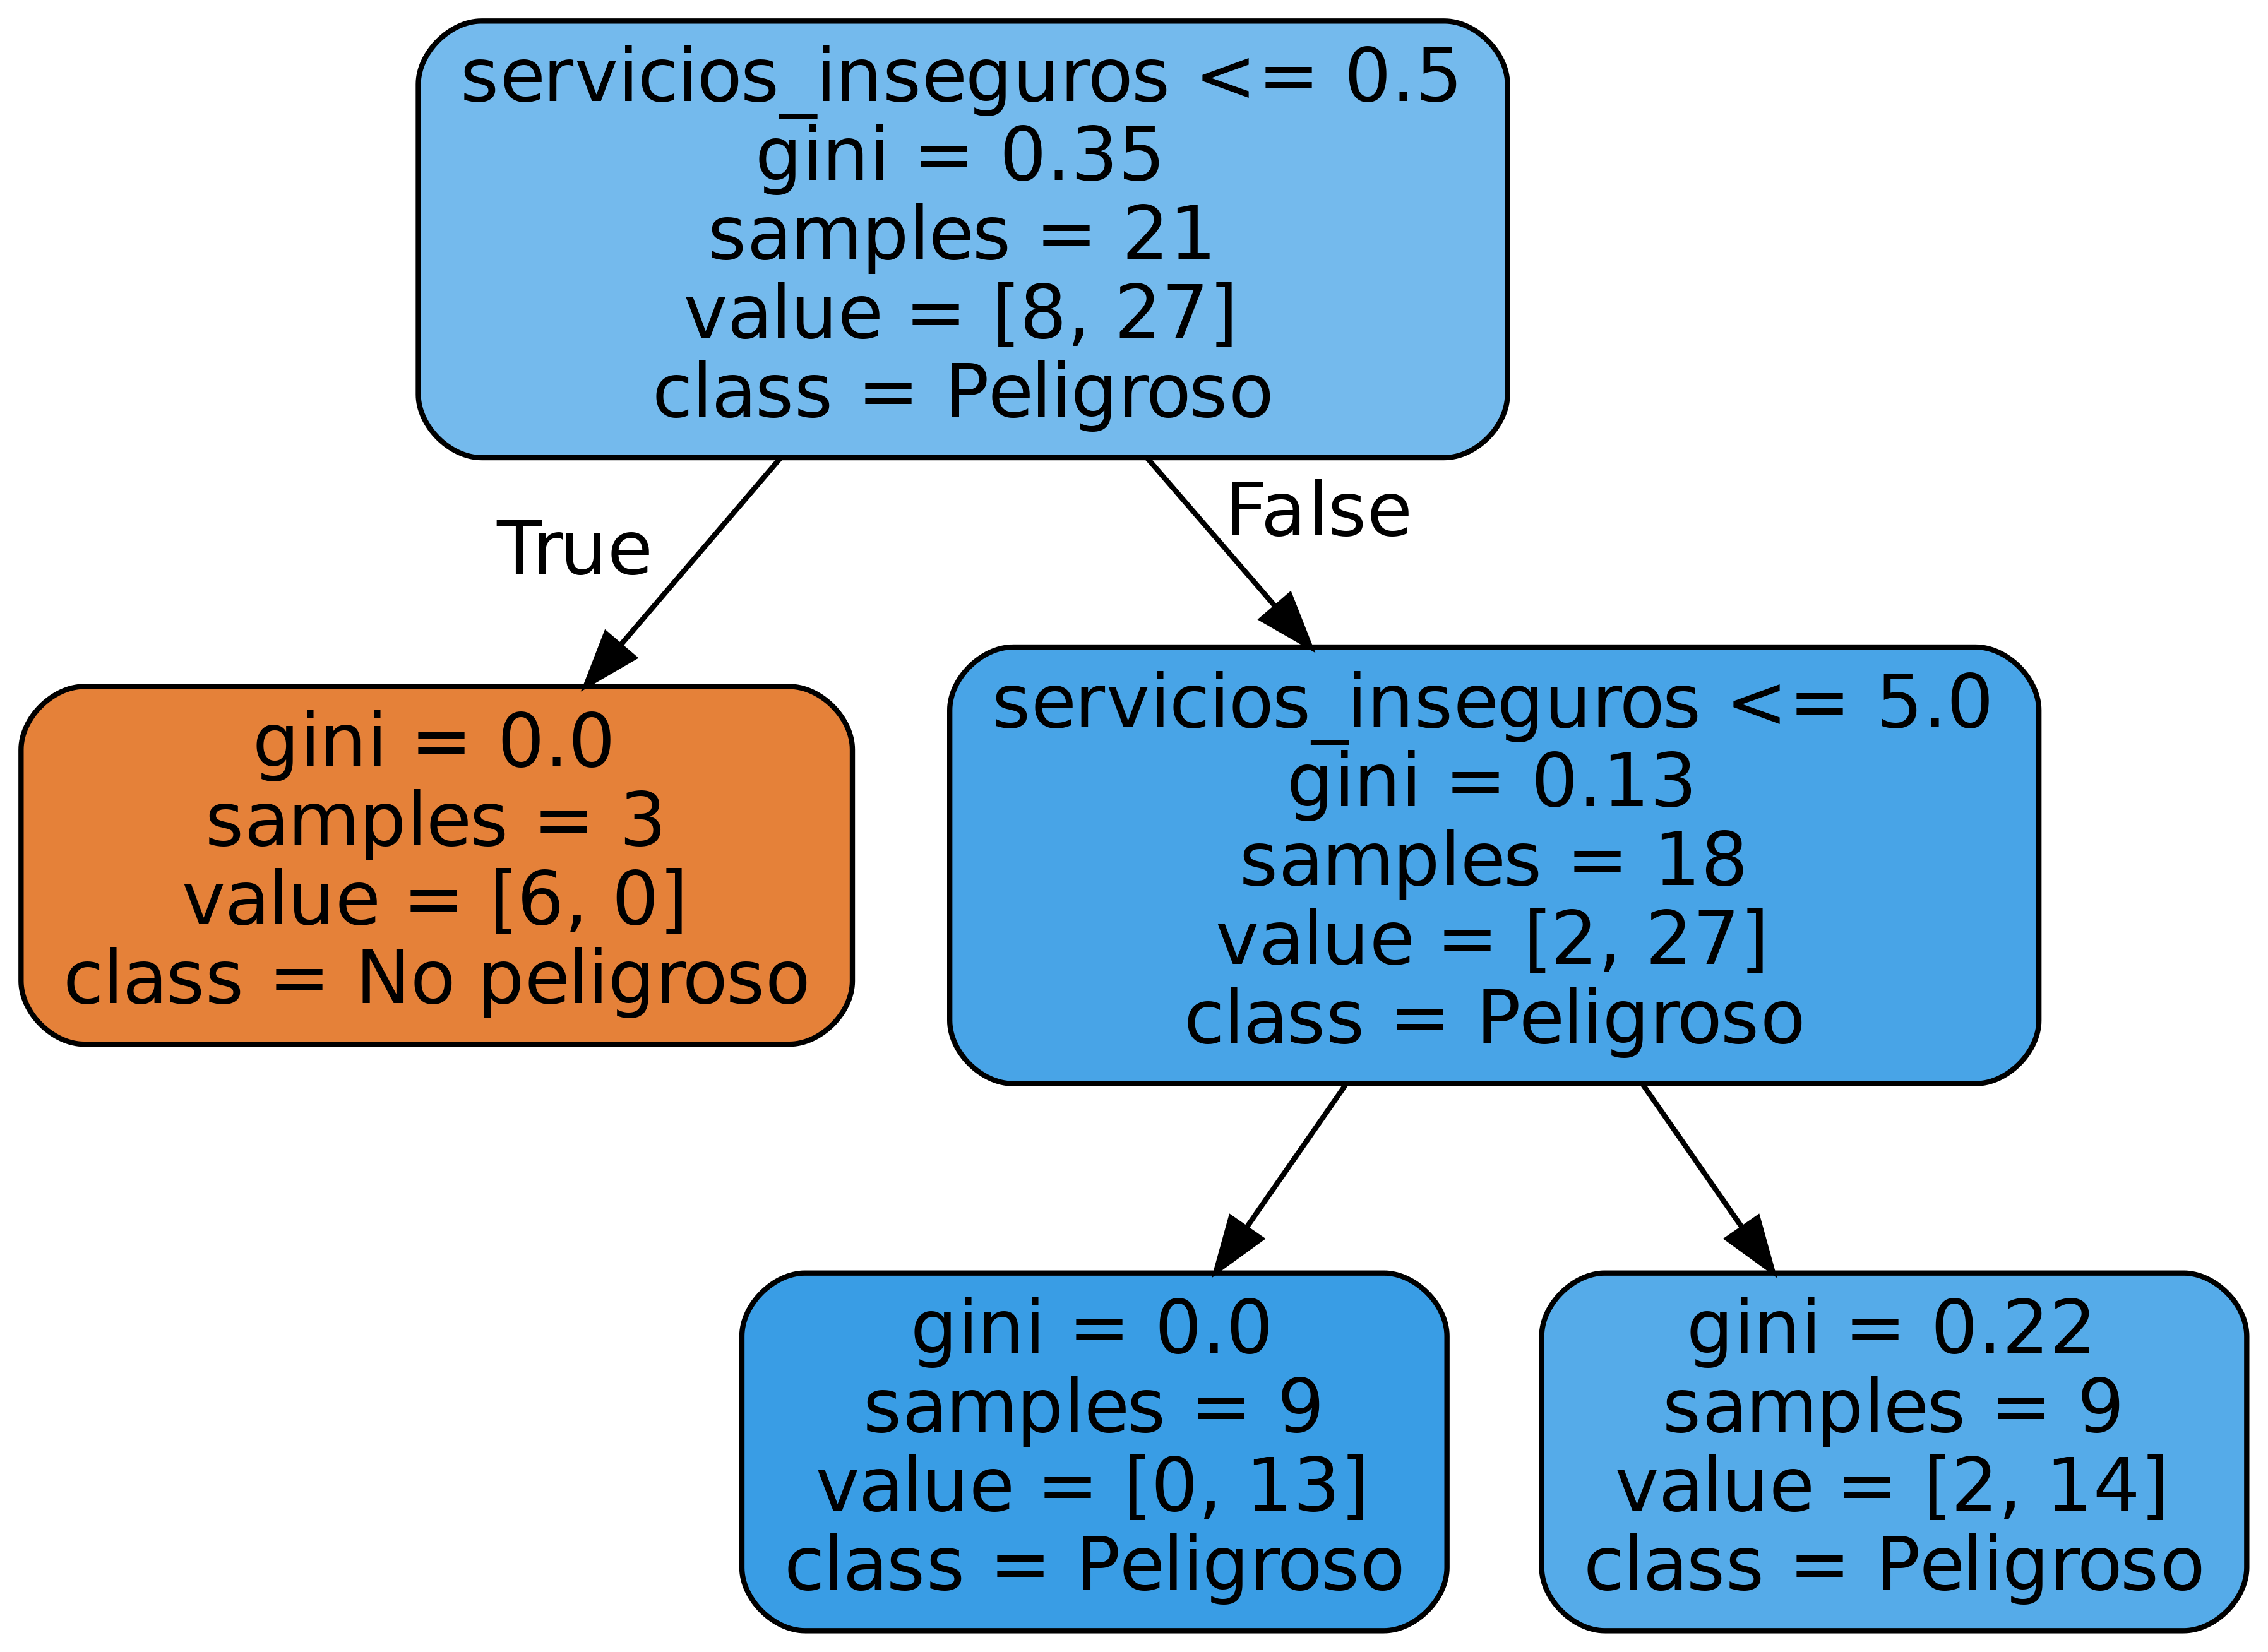 servicios_inseguros <= 0.5
gini = 0.35
samples = 21
value = [8, 27]
class = Peligroso
True
False
gini = 0.0
samples = 3
value = [6, 0]
class = No peligroso
servicios_inseguros <= 5.0
gini = 0.13
samples = 18
value = [2, 27]
class = Peligroso
gini = 0.0
samples = 9
value = [0, 13]
class = Peligroso
gini = 0.22
samples = 9
value = [2, 14]
class = Peligroso